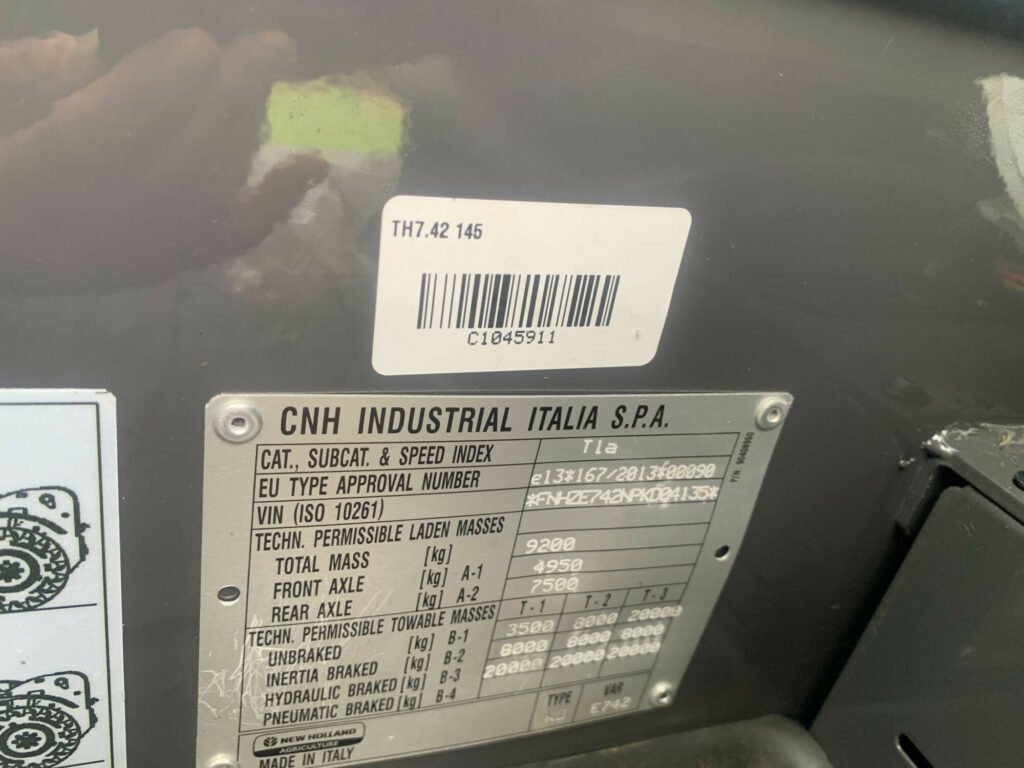 TH7.42 145
C1045911
CNH INDUSTRIAL ITALIA S.P.A.
CAT., SUBCAT. & SPEED INDEX T1a
EU TYPE APPROVAL NUMBER e13*167/2013*00090
VIN (ISO 10261) *FNHZE742NPKD04135*
TECHN. PERMISSIBLE LADEN MASSES
TOTAL MASS [kg] 9200
FRONT AXLE [kg] A-1 4950
REAR AXLE [kg] A-2 7500
TECHN. PERMISSIBLE TOWABLE MASSES T-1 T-2 T-3
UNBRAKED [kg] B-1 3500 8000 20000
INERTIA BRAKED [kg] B-2 8000 8000 8000
HYDRAULIC BRAKED [kg] B-3 20000 20000 20000
PNEUMATIC BRAKED [kg] B-4
TYPE VAR
E742
NEW HOLLAND
AGRICULTURE
MADE IN ITALY
P/N